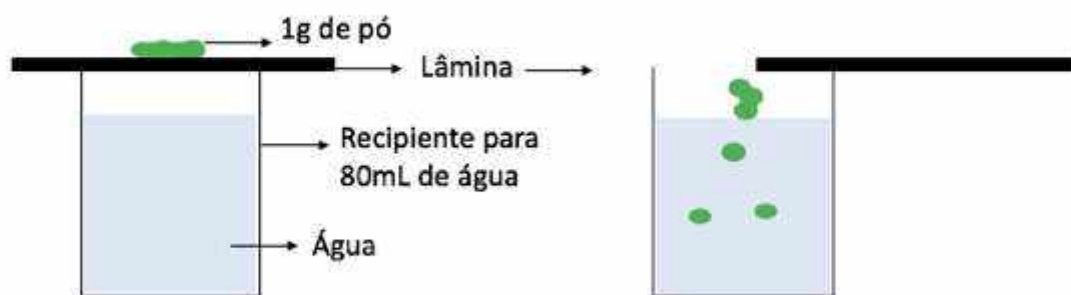 1g de pó
Lâmina
Recipiente para
80mL de água
Água